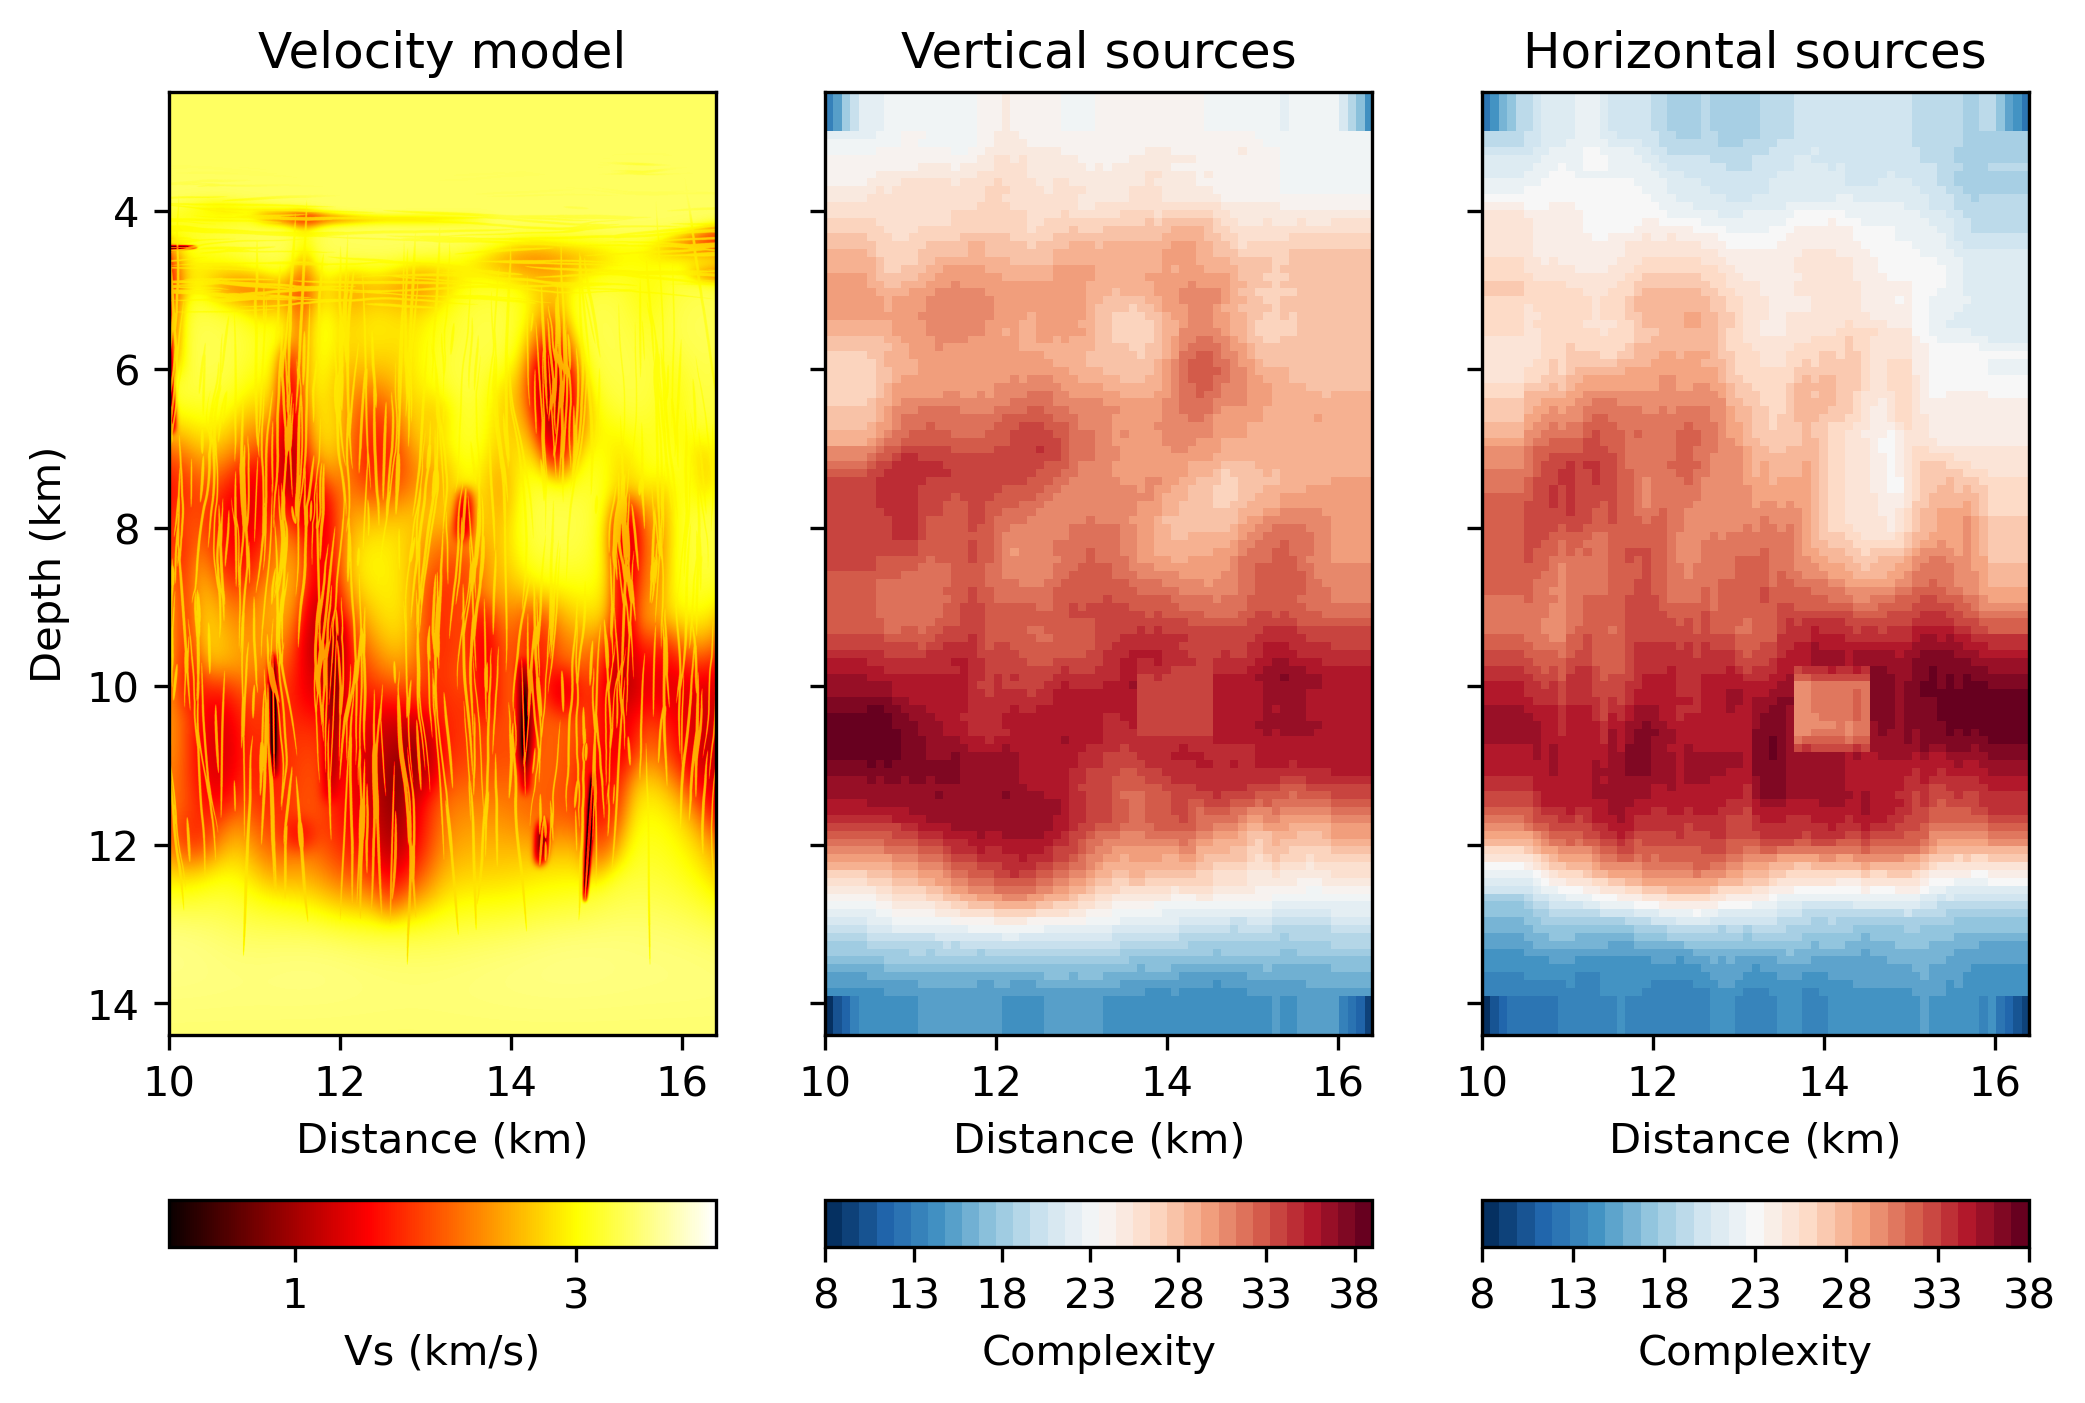 Velocity model
Vertical sources
Horizontal sources
Depth (km)
4
6
8
10
12
14
10 12 14 16
10 12 14 16
10 12 14 16
Distance (km)
Distance (km)
Distance (km)
1 3
8 13 18 23 28 33 38
8 13 18 23 28 33 38
Vs (km/s)
Complexity
Complexity